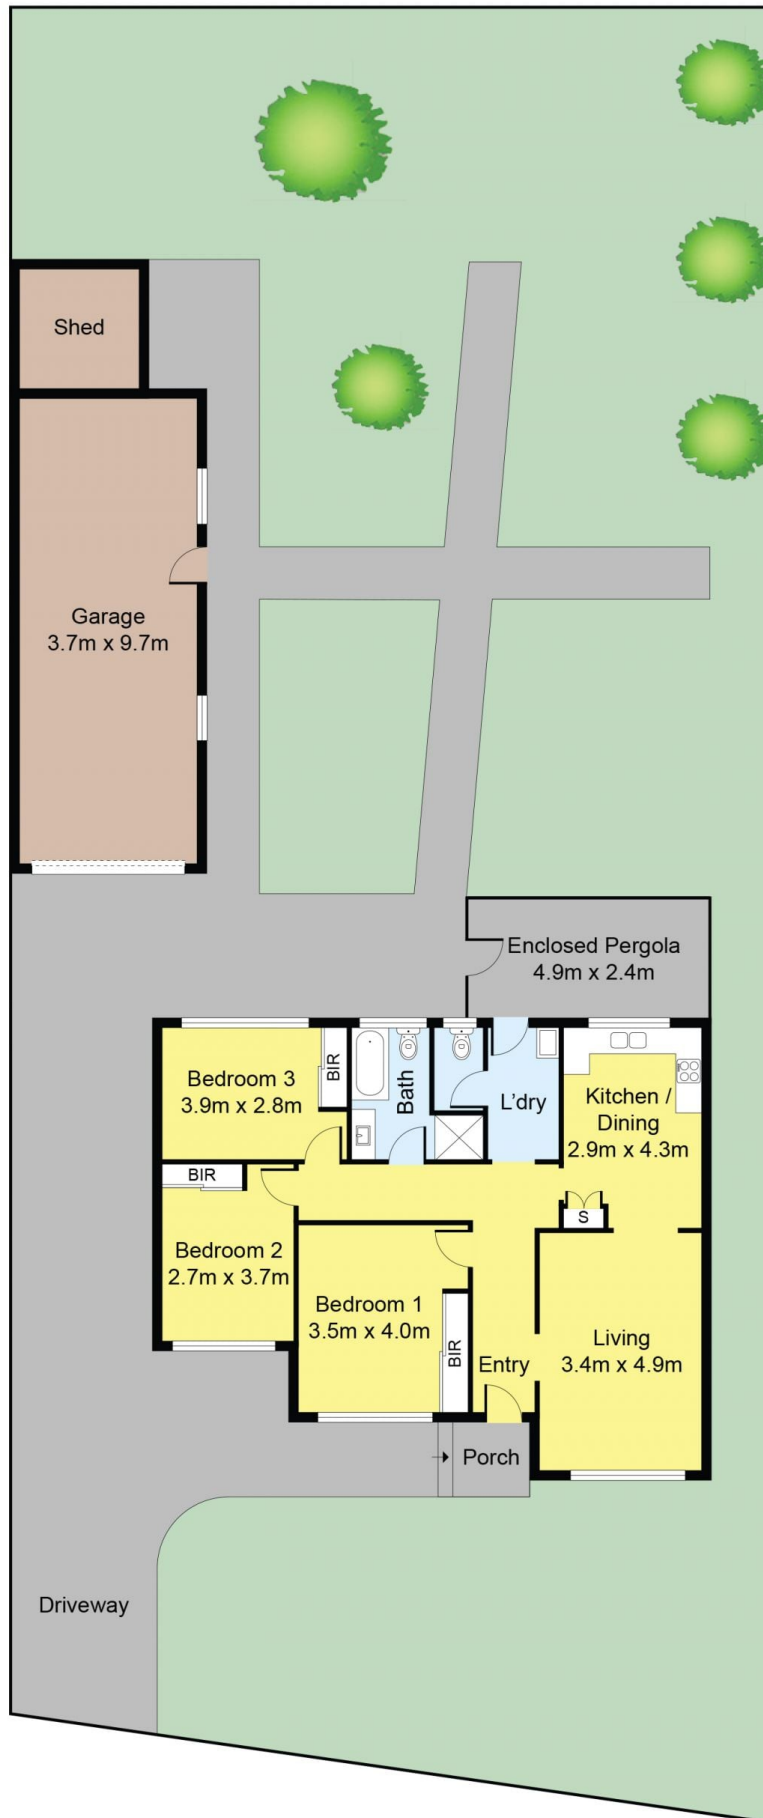 Shed
Garage
3.7m x 9.7m
Enclosed Pergola
4.9m x 2.4m
Bedroom 3
3.9m x 2.8m
BIR
Bath
L'dry
Kitchen /
Dining
2.9m x 4.3m
BIR
S
Bedroom 2
2.7m x 3.7m
Bedroom 1
3.5m x 4.0m
BIR
Entry
Living
3.4m x 4.9m
Porch
Driveway